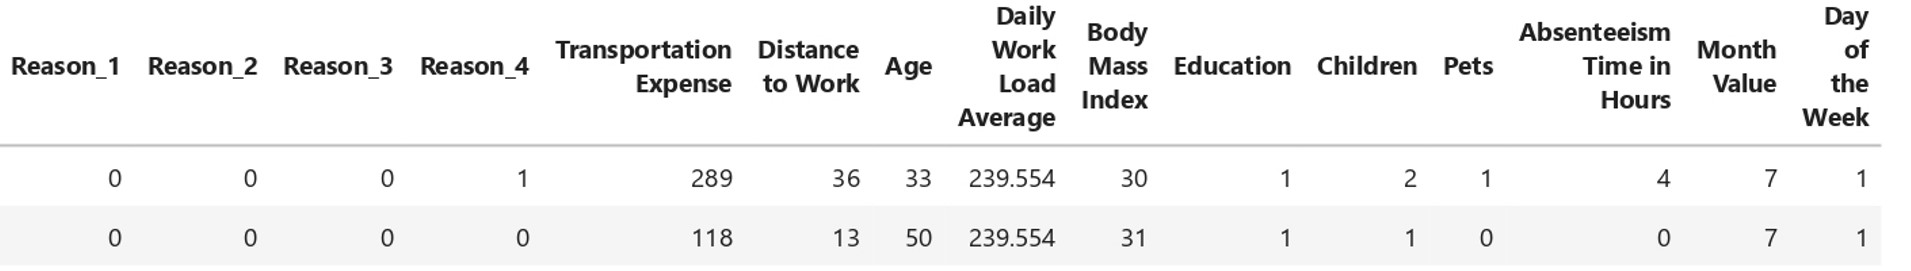 Reason_1 Reason_2 Reason_3 Reason_4 Transportation Expense Distance to Work Age Daily Work Load Average Body Mass Index Education Children Pets Absenteeism Time in Hours Month Value Day of the Week
0 0 0 1 289 36 33 239.554 30 1 2 1 4 7 1
0 0 0 0 118 13 50 239.554 31 1 1 0 0 7 1